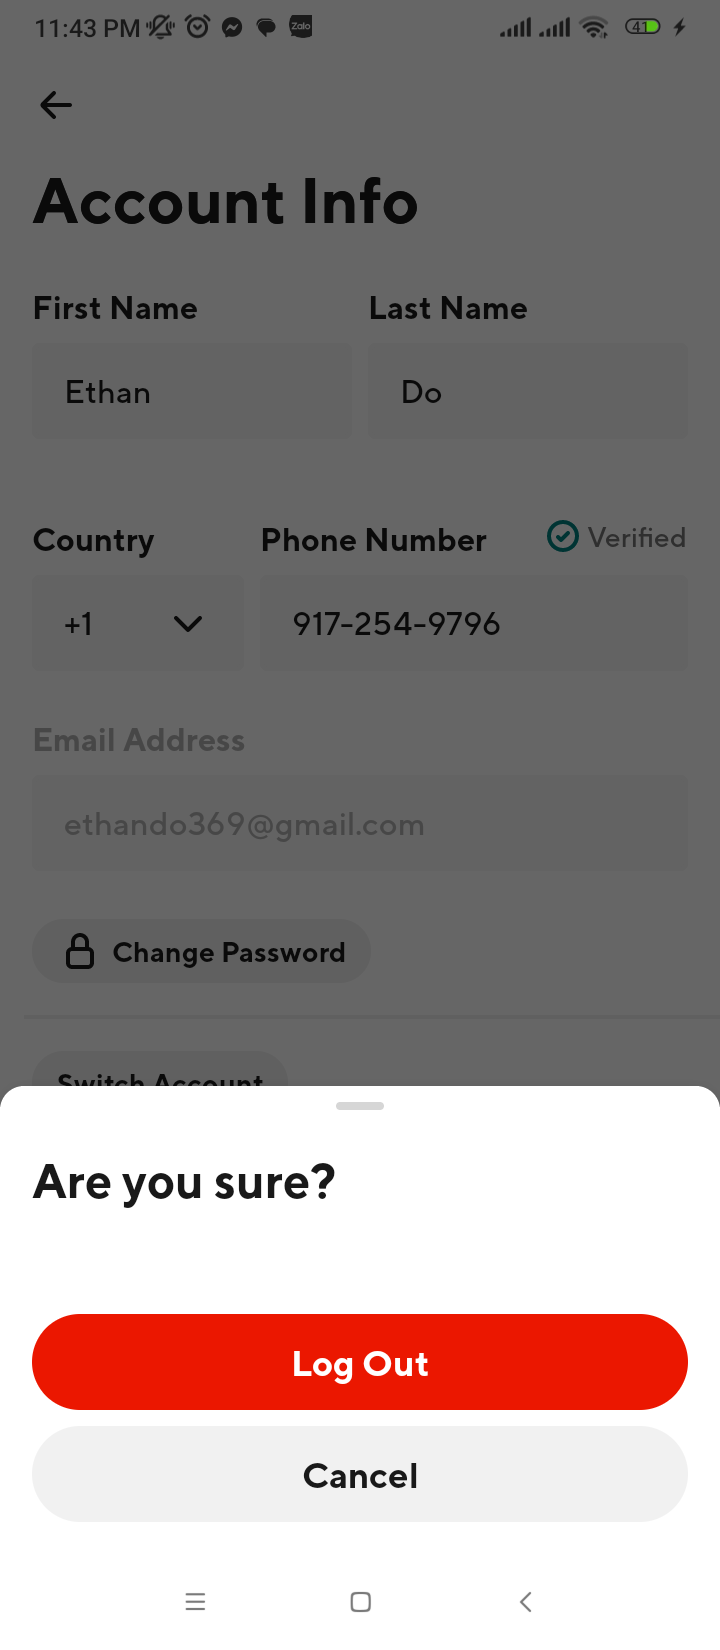 11:43 PM Zalo 41
Account Info
First Name Last Name
Ethan Do
Country Phone Number Verified
+1 917-254-9796
Email Address
ethando369@gmail.com
Change Password
Switch Account
Are you sure?
Log Out
Cancel